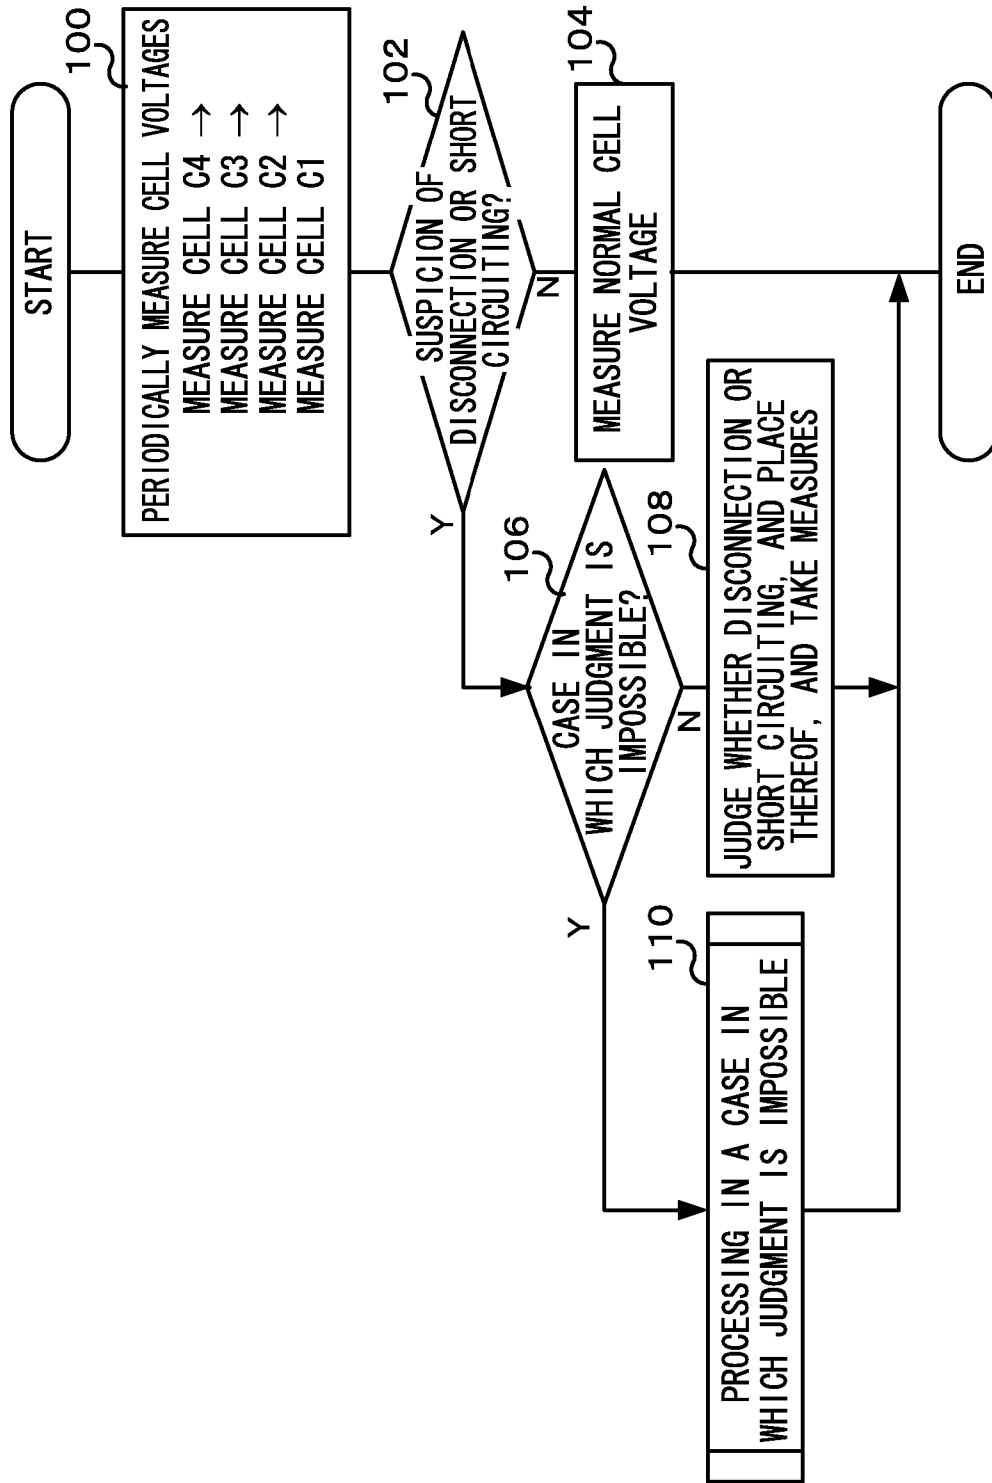 START
100
PERIODICALLY MEASURE CELL VOLTAGES
MEASURE CELL C4 →
MEASURE CELL C3 →
MEASURE CELL C2 →
MEASURE CELL C1
102
SUSPICION OF
DISCONNECTION OR SHORT
CIRCUITING?
Y
N
104
MEASURE NORMAL CELL
VOLTAGE
106
CASE IN
WHICH JUDGMENT IS
IMPOSSIBLE?
Y
N
108
JUDGE WHETHER DISCONNECTION OR
SHORT CIRCUITING, AND PLACE
THEREOF, AND TAKE MEASURES
110
PROCESSING IN A CASE IN
WHICH JUDGMENT IS IMPOSSIBLE
END